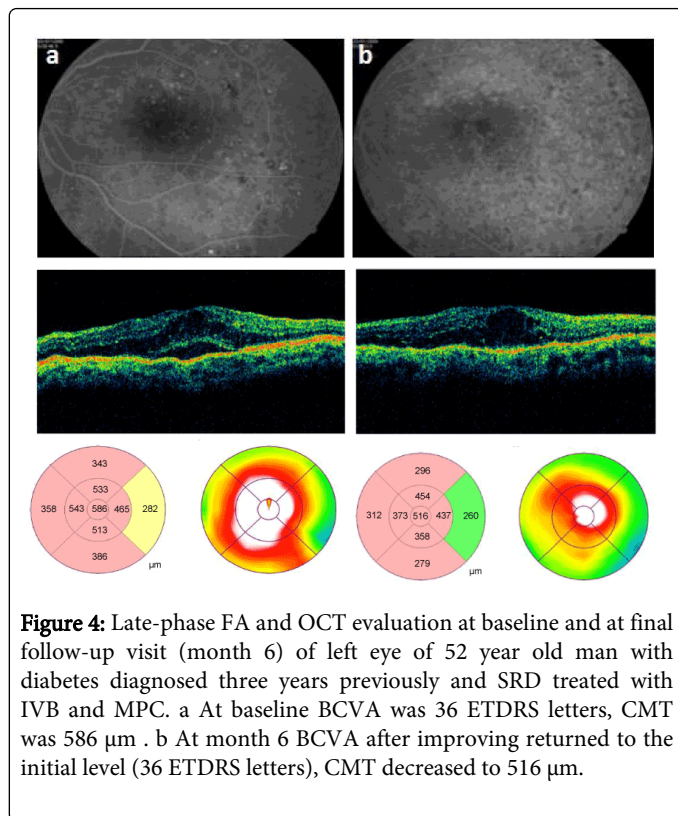 a
b
343
533
358 543 586 465 282
513
386
µm
296
454
312 373 516 437 260
358
279
µm
Figure 4: Late-phase FA and OCT evaluation at baseline and at final
follow-up visit (month 6) of left eye of 52 year old man with
diabetes diagnosed three years previously and SRD treated with
IVB and MPC. a At baseline BCVA was 36 ETDRS letters, CMT
was 586 µm . b At month 6 BCVA after improving returned to the
initial level (36 ETDRS letters), CMT decreased to 516 µm.